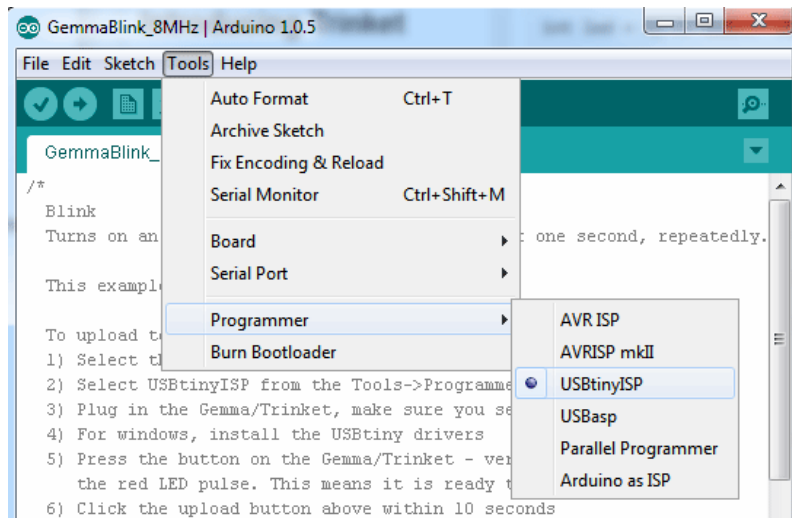 GemmaBlink_8MHz | Arduino 1.0.5
File Edit Sketch Tools Help
Auto Format Ctrl+T
Archive Sketch
Fix Encoding & Reload
Serial Monitor Ctrl+Shift+M
Board
Serial Port
Programmer
Burn Bootloader
AVR ISP
AVRISP mkII
USBtinyISP
USBasp
Parallel Programmer
Arduino as ISP
GemmaBlink_
/*
Blink
Turns on an one second, repeatedly.
This exampl
To upload t
1) Select t
2) Select USBtinyISP from the Tools->Programme
3) Plug in the Gemma/Trinket, make sure you se
4) For windows, install the USBtiny drivers
5) Press the button on the Gemma/Trinket - ver
the red LED pulse. This means it is ready t
6) Click the upload button above within 10 seconds